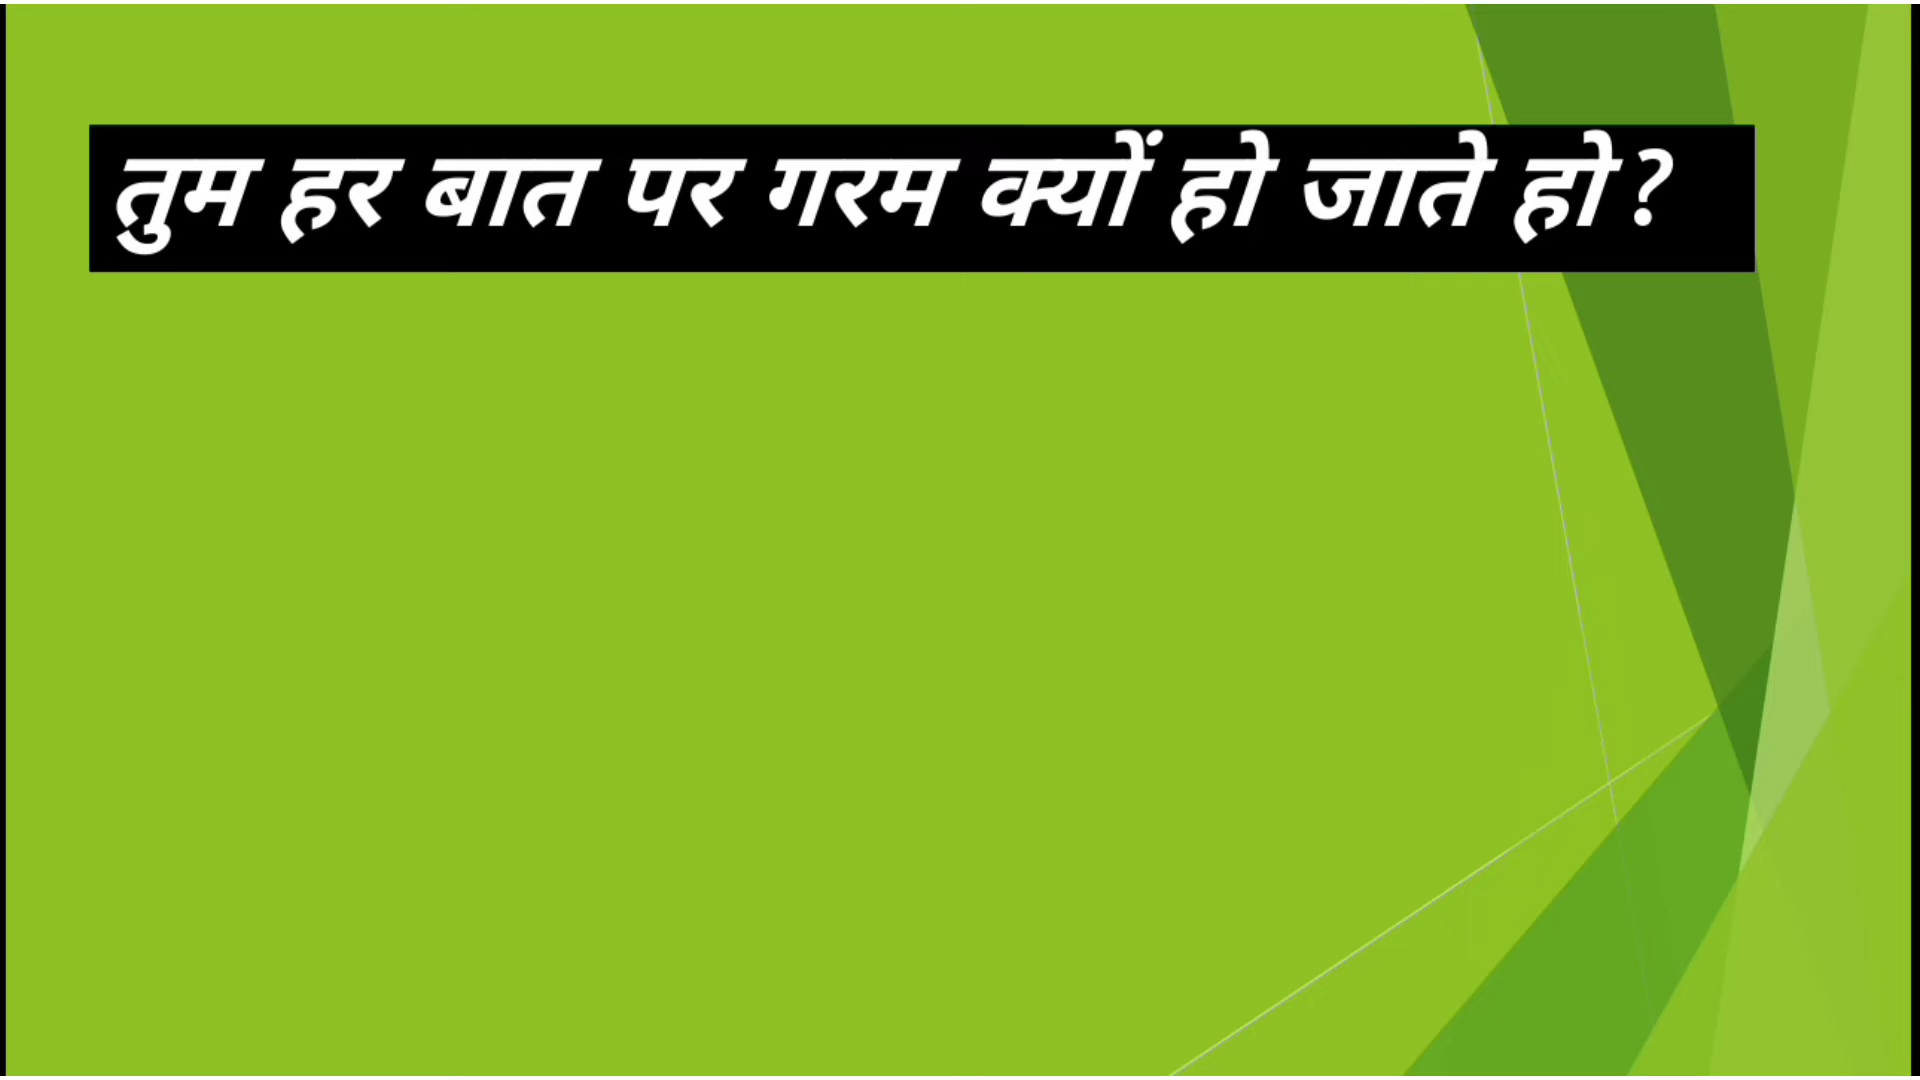 तुम हर बात पर गरम क्यों हो जाते हो?